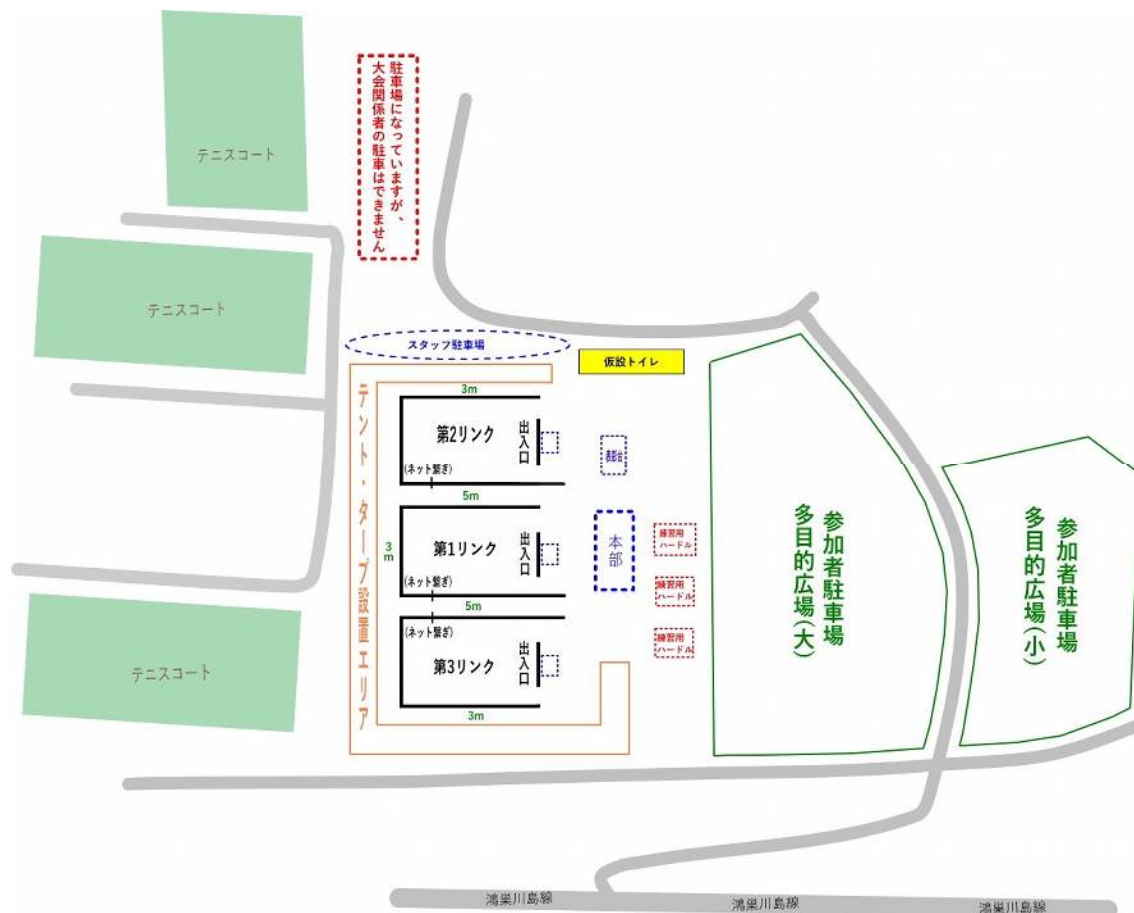 駐車場になっていますが、
大会関係者の駐車はできません
テニスコート
テニスコート
スタッフ駐車場
仮設トイレ
テント・タープ設置エリア
3m
第2リンク
出入口
(ネット繋ぎ)
表彰台
5m
3m
第1リンク
出入口
(ネット繋ぎ)
本部
練習用
ハードル
練習用
ハードル
練習用
ハードル
5m
(ネット繋ぎ)
第3リンク
出入口
3m
テニスコート
参加者駐車場
多目的広場(大)
参加者駐車場
多目的広場(小)
鴻巣川島線
鴻巣川島線
鴻巣川島線